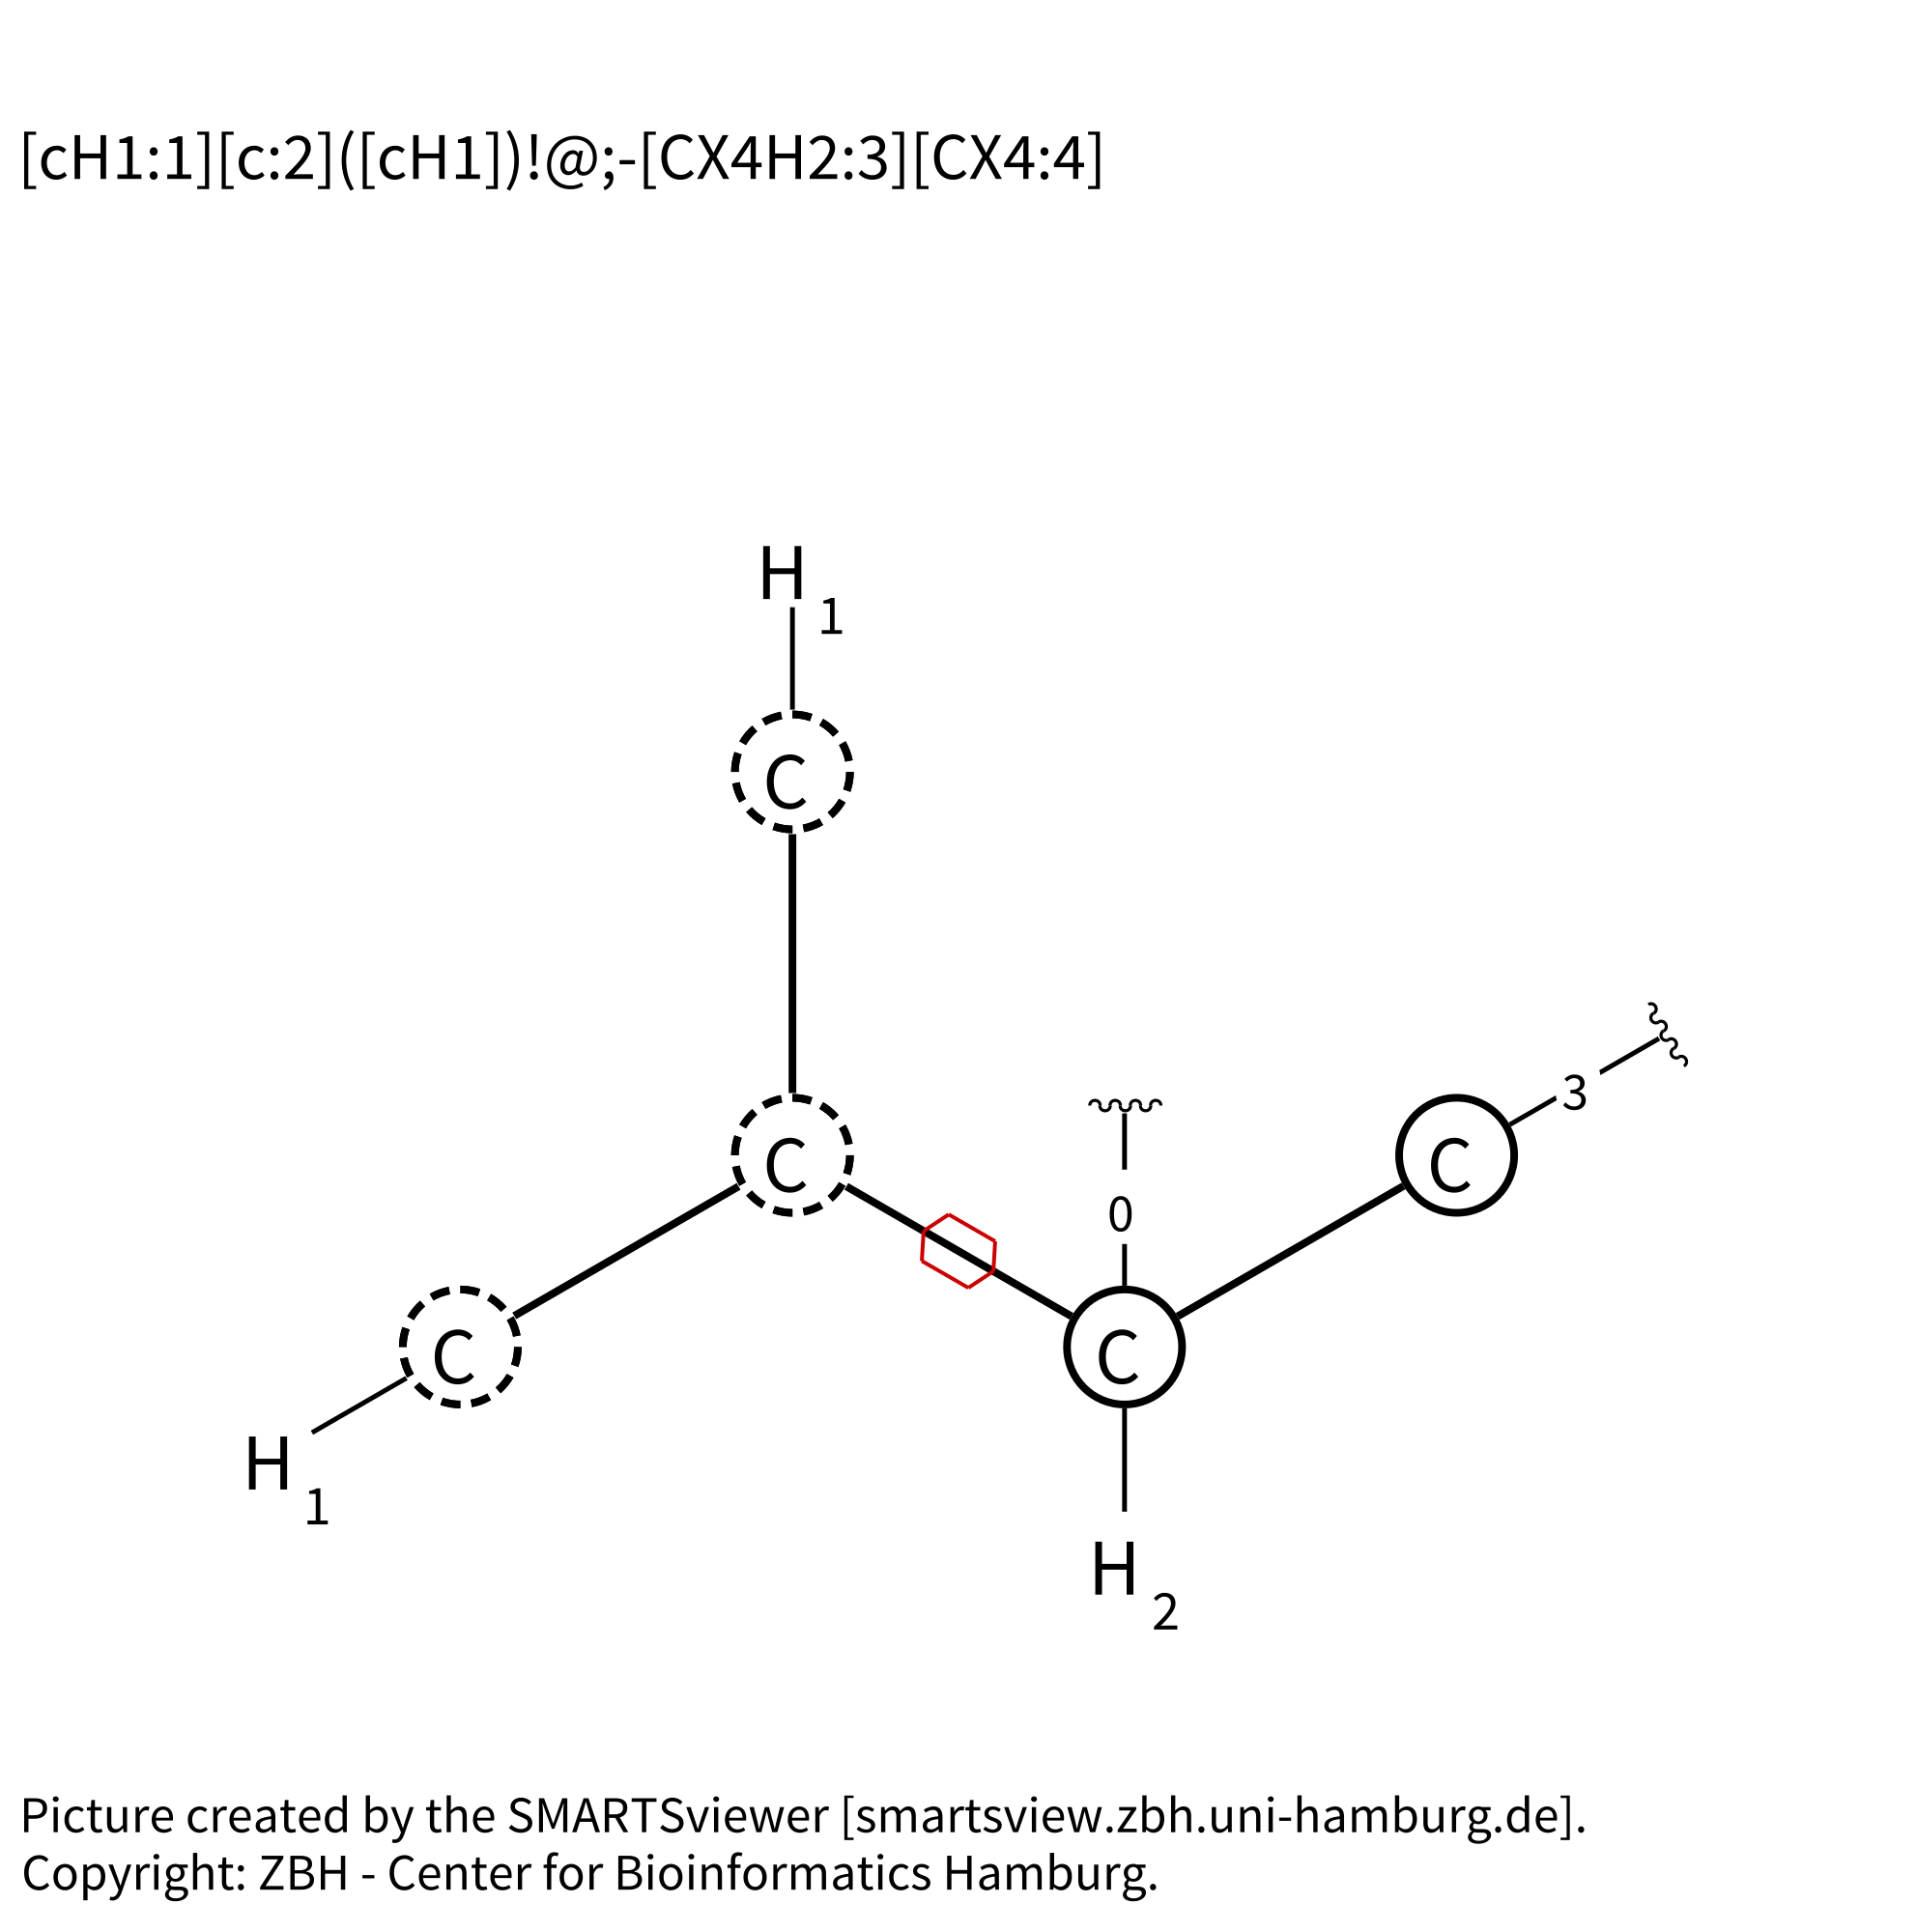 [cH1:1][c:2]([cH1])!@;-[CX4H2:3][CX4:4]
H 1
C
C
3
C
0
C
C
H 1
H 2
Picture created by the SMARTSviewer [smartsview.zbh.uni-hamburg.de].
Copyright: ZBH - Center for Bioinformatics Hamburg.